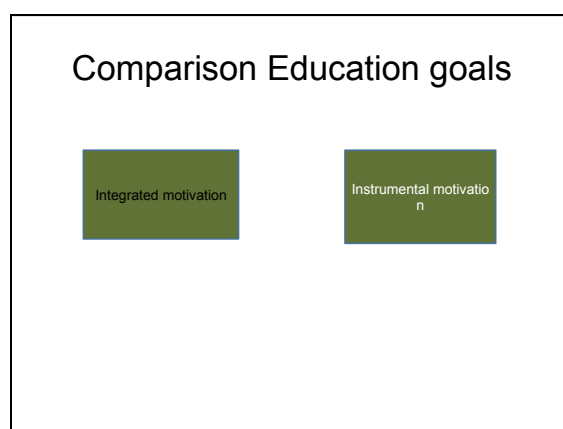 Comparison Education goals
Integrated motivation
Instrumental motivatio
n